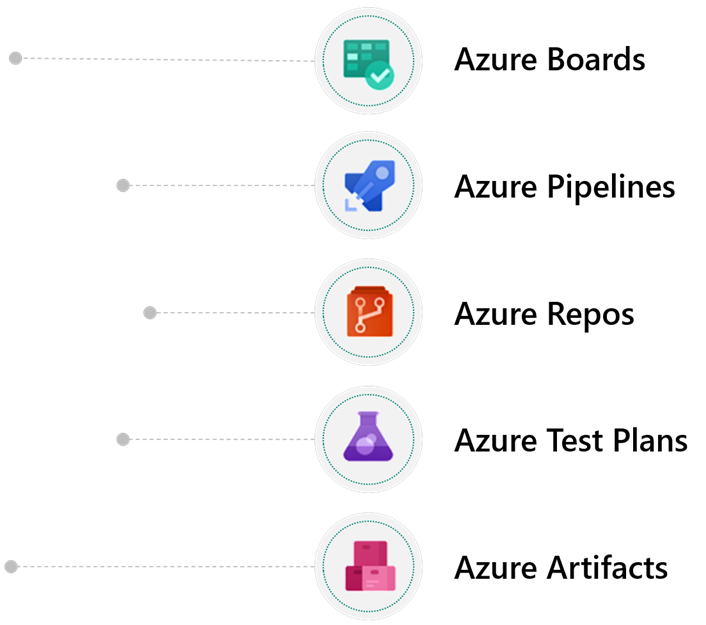 Azure Boards
Azure Pipelines
Azure Repos
Azure Test Plans
Azure Artifacts